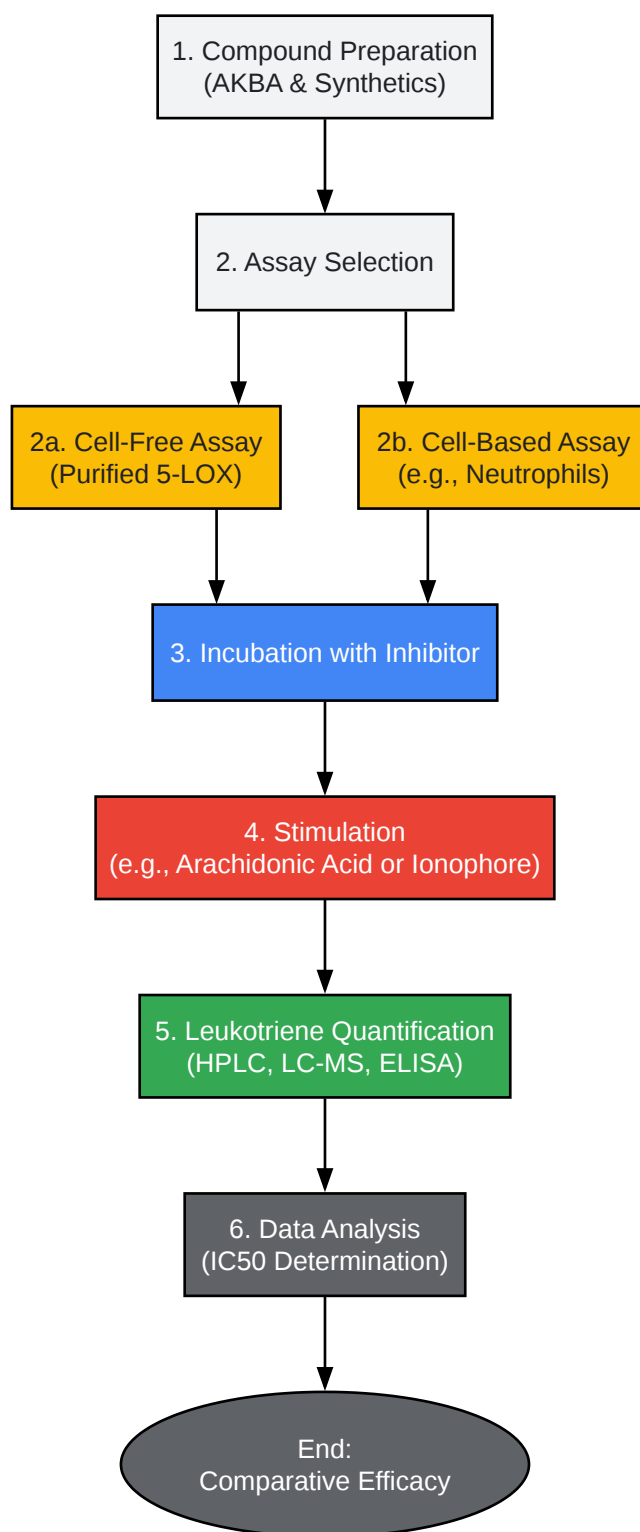 1. Compound Preparation
(AKBA & Synthetics)
2. Assay Selection
2a. Cell-Free Assay
(Purified 5-LOX)
2b. Cell-Based Assay
(e.g., Neutrophils)
3. Incubation with Inhibitor
4. Stimulation
(e.g., Arachidonic Acid or Ionophore)
5. Leukotriene Quantification
(HPLC, LC-MS, ELISA)
6. Data Analysis
(IC50 Determination)
End:
Comparative Efficacy